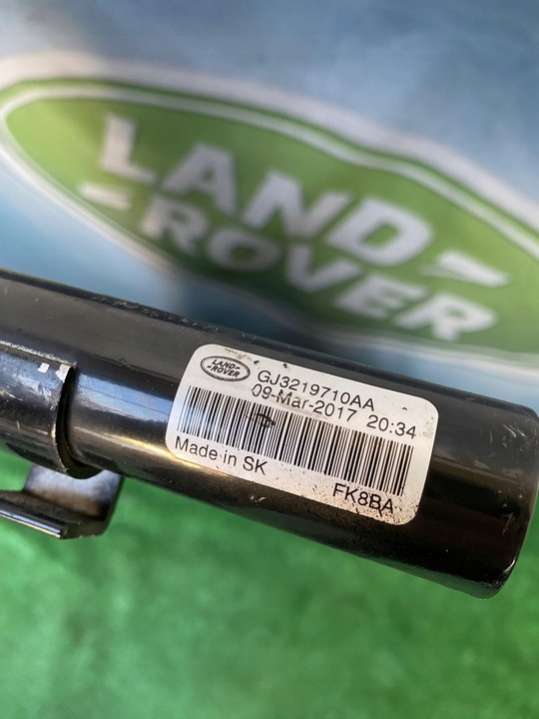 LAND
ROVER
LAND
ROVER
GJ3219710AA
09-Mar-2017 20:34
Made in SK
FK8BA